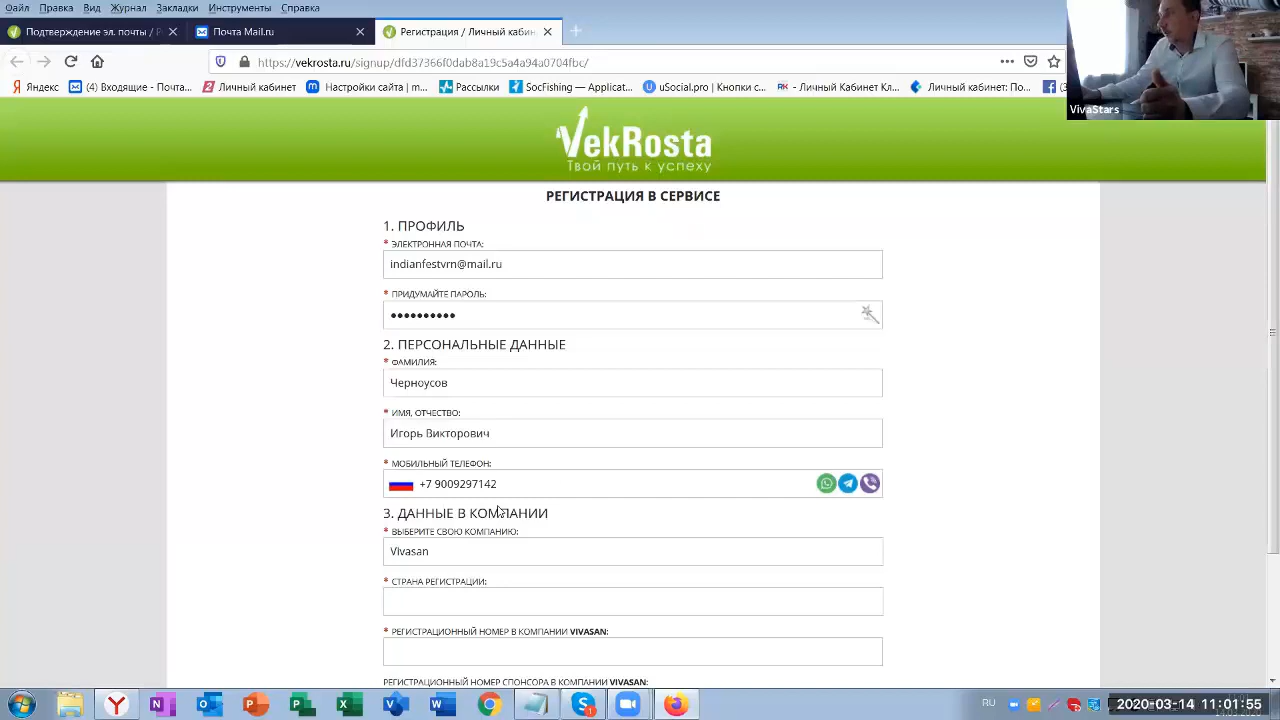 Файл Правка Вид Журнал Закладки Инструменты Справка
Подтверждение эл. почты /
Почта Mail.ru
Регистрация / Личный кабин
https://vekrosta.ru/signup/
Яндекс
(4) Входящие - Почта...
Личный кабинет
Настройки сайта | m...
Рассылки
SocFishing — Applicat...
uSocial.pro | Кнопки с...
- Личный Кабинет Кл...
Личный кабинет: По...
VivaStars
VekRosta
Твой путь к успеху
РЕГИСТРАЦИЯ В СЕРВИСЕ
1. ПРОФИЛЬ
* ЭЛЕКТРОННАЯ ПОЧТА:
indianfestvrn@mail.ru
* ПРИДУМАЙТЕ ПАРОЛЬ:
••••••••••
2. ПЕРСОНАЛЬНЫЕ ДАННЫЕ
* ФАМИЛИЯ:
Черноусов
* ИМЯ, ОТЧЕСТВО:
Игорь Викторович
* МОБИЛЬНЫЙ ТЕЛЕФОН:
+7 9009297142
3. ДАННЫЕ В КОМПАНИИ
* ВЫБЕРИТЕ СВОЮ КОМПАНИЮ:
Vivasan
* СТРАНА РЕГИСТРАЦИИ:
* РЕГИСТРАЦИОННЫЙ НОМЕР В КОМПАНИИ VIVASAN:
РЕГИСТРАЦИОННЫЙ НОМЕР СПОНСОРА В КОМПАНИИ VIVASAN:
RU
2020-03-14 11:01:55